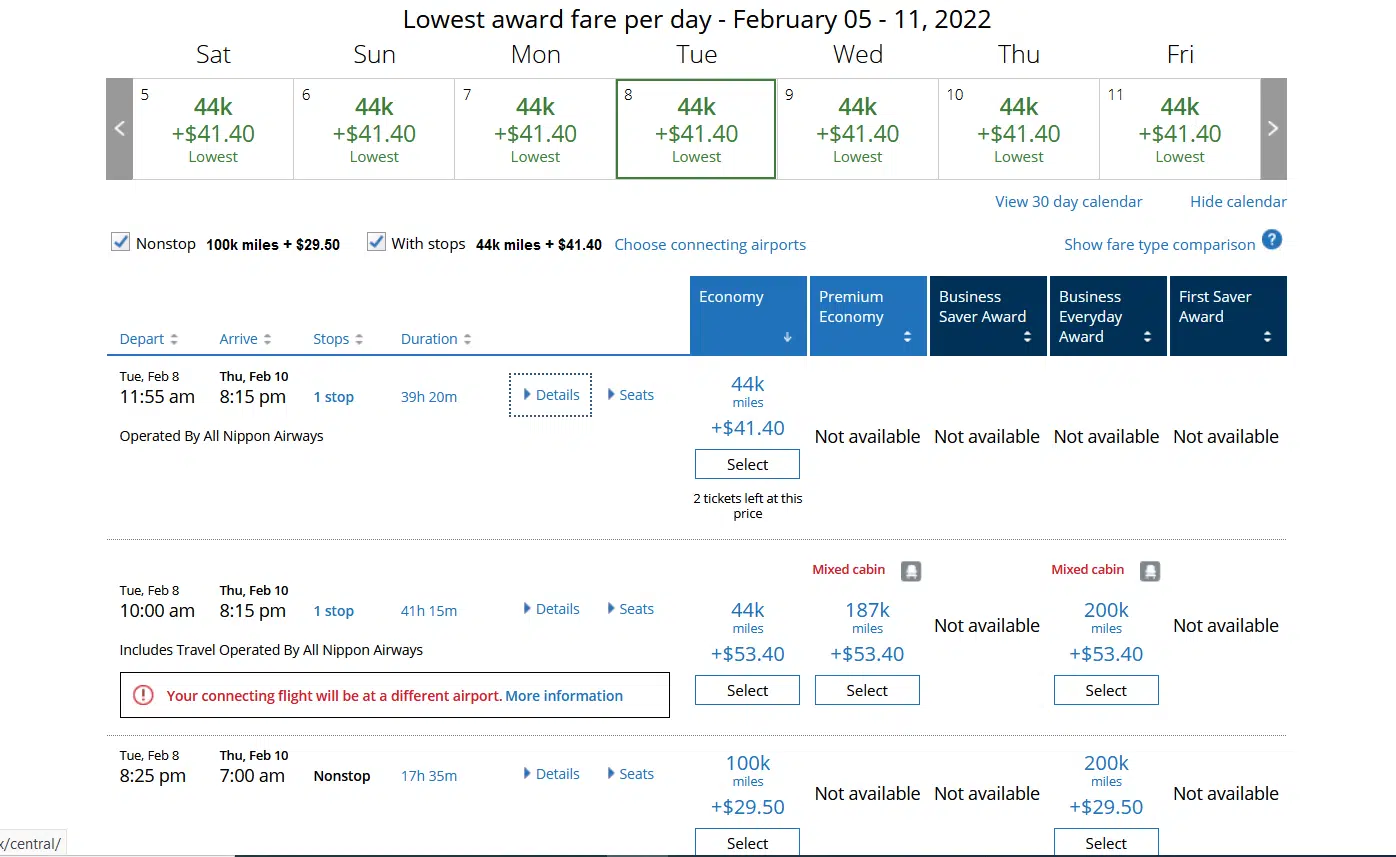 Lowest award fare per day - February 05 - 11, 2022
Sat Sun Mon Tue Wed Thu Fri
5 6 7 8 9 10 11
44k 44k 44k 44k 44k 44k 44k
+$41.40 +$41.40 +$41.40 +$41.40 +$41.40 +$41.40 +$41.40
Lowest Lowest Lowest Lowest Lowest Lowest Lowest
View 30 day calendar Hide calendar
Nonstop 100k miles + $29.50 With stops 44k miles + $41.40 Choose connecting airports Show fare type comparison ?
Depart Arrive Stops Duration
Economy
Premium
Economy
Business
Saver Award
Business
Everyday
Award
First Saver
Award
Tue, Feb 8 Thu, Feb 10
11:55 am 8:15 pm 1 stop 39h 20m Details Seats
Operated By All Nippon Airways
44k
miles
+$41.40
Select
2 tickets left at this
price
Not available Not available Not available Not available
Tue, Feb 8 Thu, Feb 10
10:00 am 8:15 pm 1 stop 41h 15m Details Seats
Includes Travel Operated By All Nippon Airways
! Your connecting flight will be at a different airport. More information
44k
miles
+$53.40
Select
Mixed cabin
187k
miles
+$53.40
Select
Not available
Mixed cabin
200k
miles
+$53.40
Select
Not available
Tue, Feb 8 Thu, Feb 10
8:25 pm 7:00 am Nonstop 17h 35m Details Seats
100k
miles
+$29.50
Select
Not available Not available
200k
miles
+$29.50
Select
Not available
x/central/